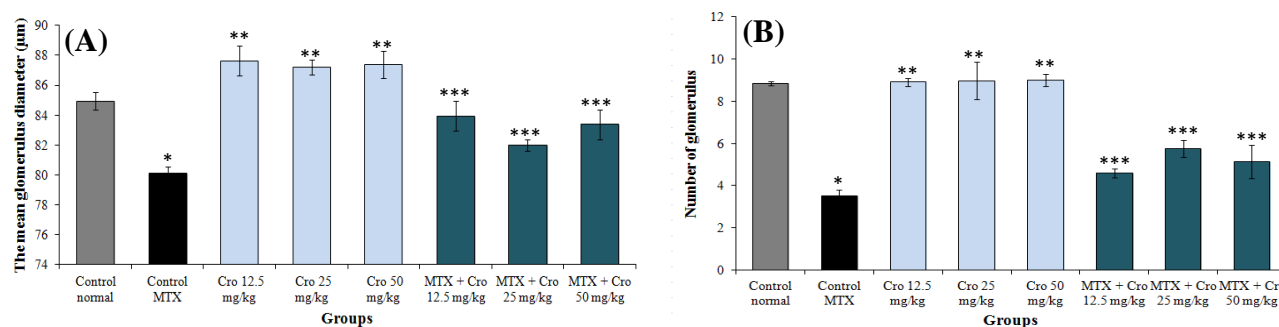 (A)
The mean glomerulus diameter (µm)
90
88
86
84
82
80
78
76
74
*
**
**
**
***
***
***
Control normal
Control MTX
Cro 12.5 mg/kg
Cro 25 mg/kg
Cro 50 mg/kg
MTX + Cro 12.5 mg/kg
MTX + Cro 25 mg/kg
MTX + Cro 50 mg/kg
Groups
(B)
Number of glomerulus
12
10
8
6
4
2
0
*
**
**
**
***
***
***
Control normal
Control MTX
Cro 12.5 mg/kg
Cro 25 mg/kg
Cro 50 mg/kg
MTX + Cro 12.5 mg/kg
MTX + Cro 25 mg/kg
MTX + Cro 50 mg/kg
Groups